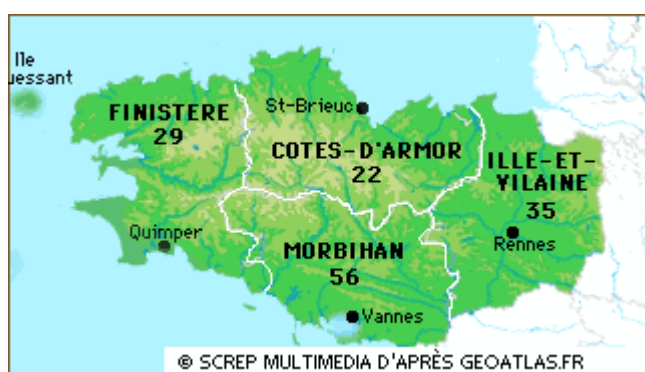 Ile
uessant
FINISTERE
29
St-Brieuc
COTES-D'ARMOR
22
ILLE-ET-
VILAINE
35
Quimper
Rennes
MORBIHAN
56
Vannes
© SCREP MULTIMEDIA D'APRÈS GEOATLAS.FR